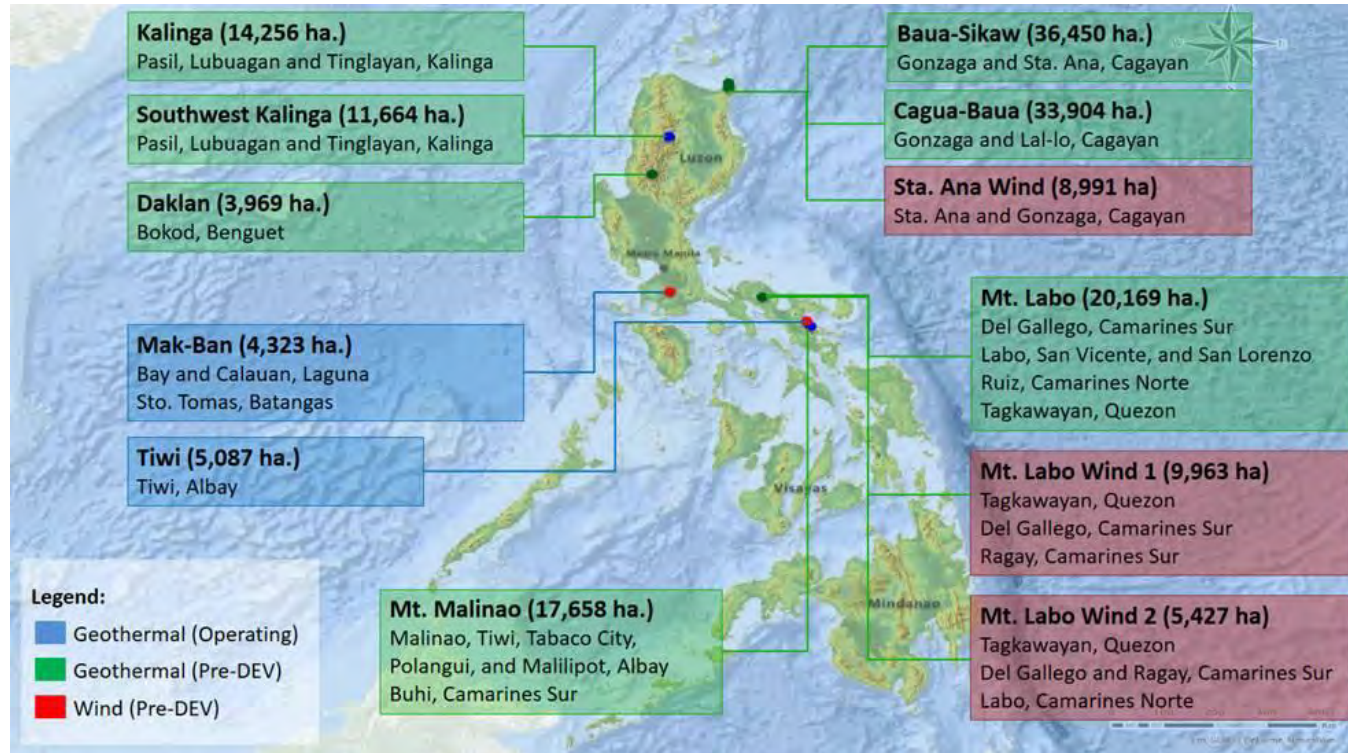 Kalinga (14,256 ha.)
Pasil, Lubuagan and Tinglayan, Kalinga
Southwest Kalinga (11,664 ha.)
Pasil, Lubuagan and Tinglayan, Kalinga
Daklan (3,969 ha.)
Bokod, Benguet
Mak-Ban (4,323 ha.)
Bay and Calauan, Laguna
Sto. Tomas, Batangas
Tiwi (5,087 ha.)
Tiwi, Albay
Legend:
Geothermal (Operating)
Geothermal (Pre-DEV)
Wind (Pre-DEV)
Mt. Malinao (17,658 ha.)
Malinao, Tiwi, Tabaco City,
Polangui, and Malilipot, Albay
Buhi, Camarines Sur
Luzon
Metro Manila
Visayas
Mindanao
Baua-Sikaw (36,450 ha.)
Gonzaga and Sta. Ana, Cagayan
Cagua-Baua (33,904 ha.)
Gonzaga and Lal-lo, Cagayan
Sta. Ana Wind (8,991 ha)
Sta. Ana and Gonzaga, Cagayan
Mt. Labo (20,169 ha.)
Del Gallego, Camarines Sur
Labo, San Vicente, and San Lorenzo
Ruiz, Camarines Norte
Tagkawayan, Quezon
Mt. Labo Wind 1 (9,963 ha)
Tagkawayan, Quezon
Del Gallego, Camarines Sur
Ragay, Camarines Sur
Mt. Labo Wind 2 (5,427 ha)
Tagkawayan, Quezon
Del Gallego and Ragay, Camarines Sur
Labo, Camarines Norte